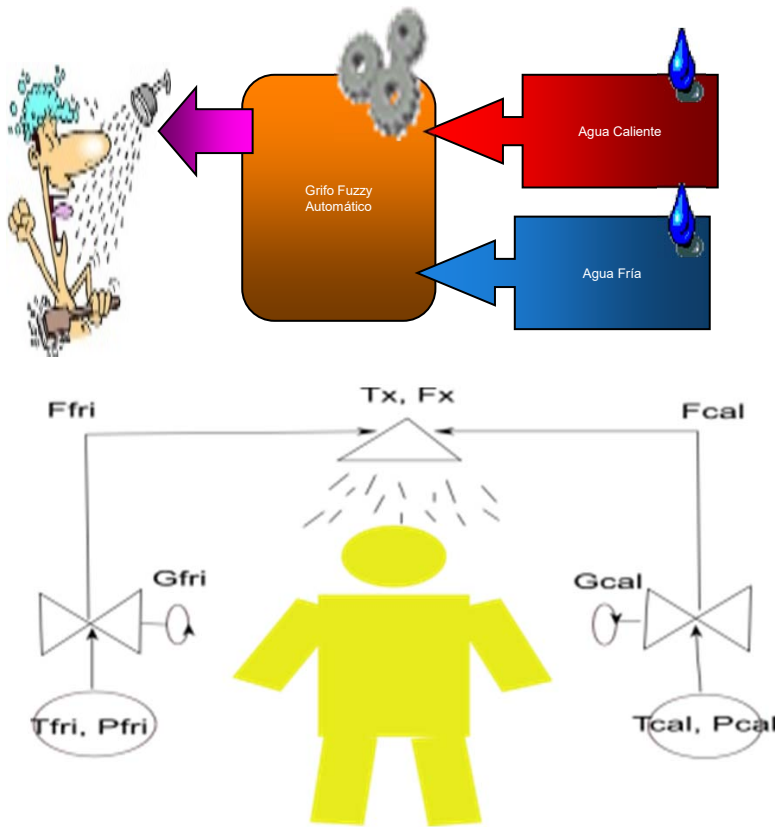 Agua Caliente
Grifo Fuzzy
Automático
Agua Fría
Tx, Fx
Ffri
Fcal
Gfri
Gcal
Tfri, Pfri
Tcal, Pcal